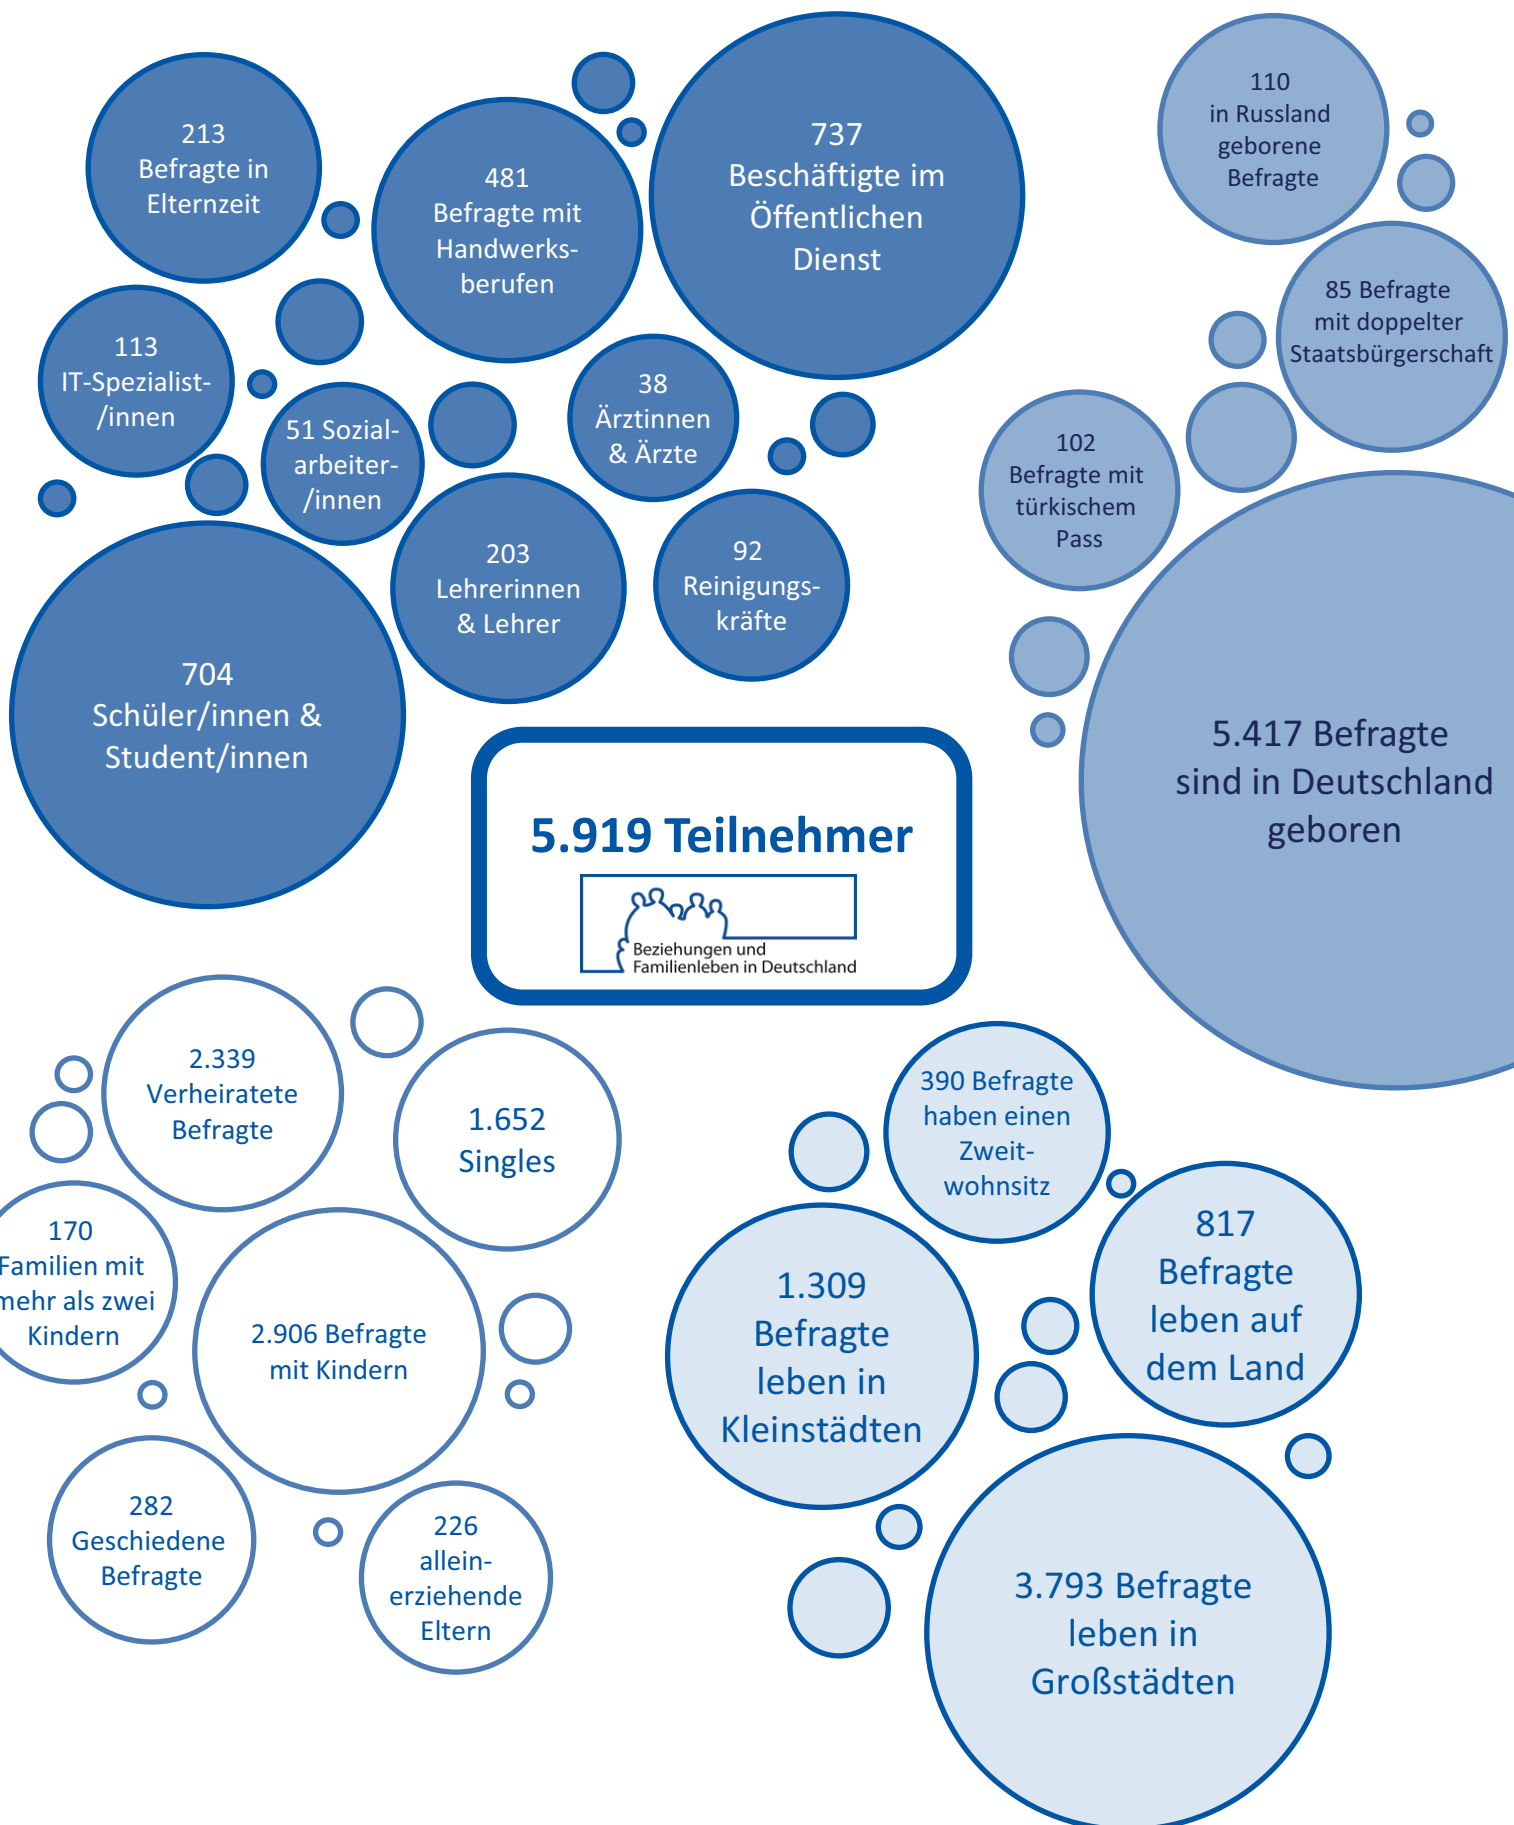 213
Befragte in
Elternzeit
481
Befragte mit
Handwerks-
berufen
737
Beschäftigte im
Öffentlichen
Dienst
113
IT-Spezialist-
/innen
51 Sozial-
arbeiter-
/innen
38
Ärztinnen
& Ärzte
203
Lehrerinnen
& Lehrer
92
Reinigungs-
kräfte
704
Schüler/innen &
Student/innen
110
in Russland
geborene
Befragte
85 Befragte
mit doppelter
Staatsbürgerschaft
102
Befragte mit
türkischem
Pass
5.417 Befragte
sind in Deutschland
geboren
5.919 Teilnehmer
Beziehungen und
Familienleben in Deutschland
2.339
Verheiratete
Befragte
1.652
Singles
170
Familien mit
mehr als zwei
Kindern
2.906 Befragte
mit Kindern
282
Geschiedene
Befragte
226
allein-
erziehende
Eltern
390 Befragte
haben einen
Zweit-
wohnsitz
817
Befragte
leben auf
dem Land
1.309
Befragte
leben in
Kleinstädten
3.793 Befragte
leben in
Großstädten